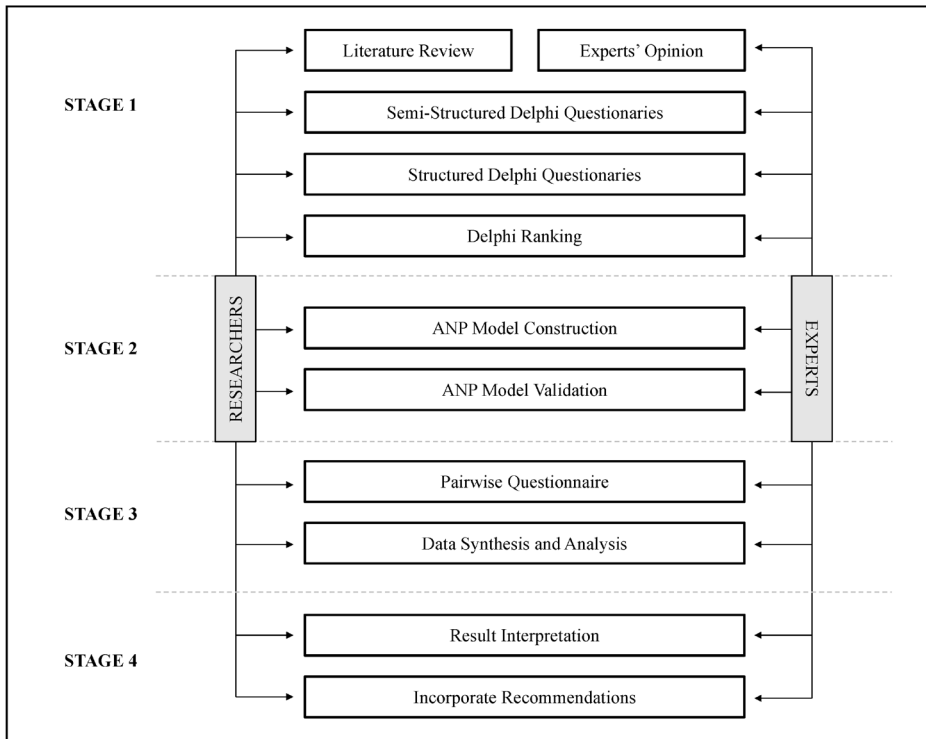 Literature Review
Experts' Opinion
STAGE 1
Semi-Structured Delphi Questionaries
Structured Delphi Questionaries
Delphi Ranking
RESEARCHERS
EXPERTS
STAGE 2
ANP Model Construction
ANP Model Validation
Pairwise Questionnaire
STAGE 3
Data Synthesis and Analysis
Result Interpretation
STAGE 4
Incorporate Recommendations